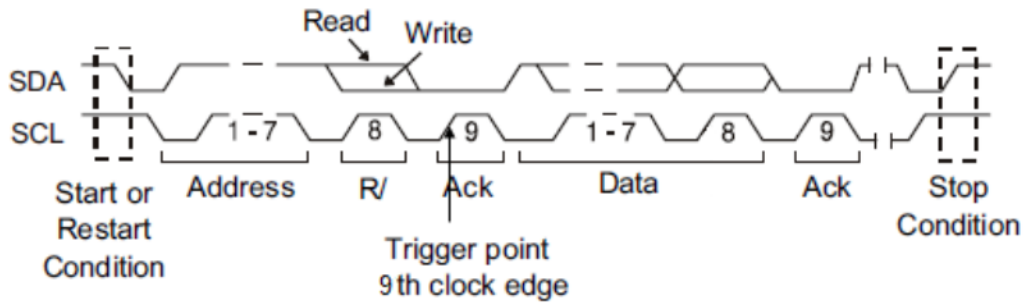 Read
Write
SDA
SCL
1 - 7
8
9
1 - 7
8
9
Address
R/
Ack
Data
Ack
Start or
Restart
Condition
Stop
Condition
Trigger point
9th clock edge